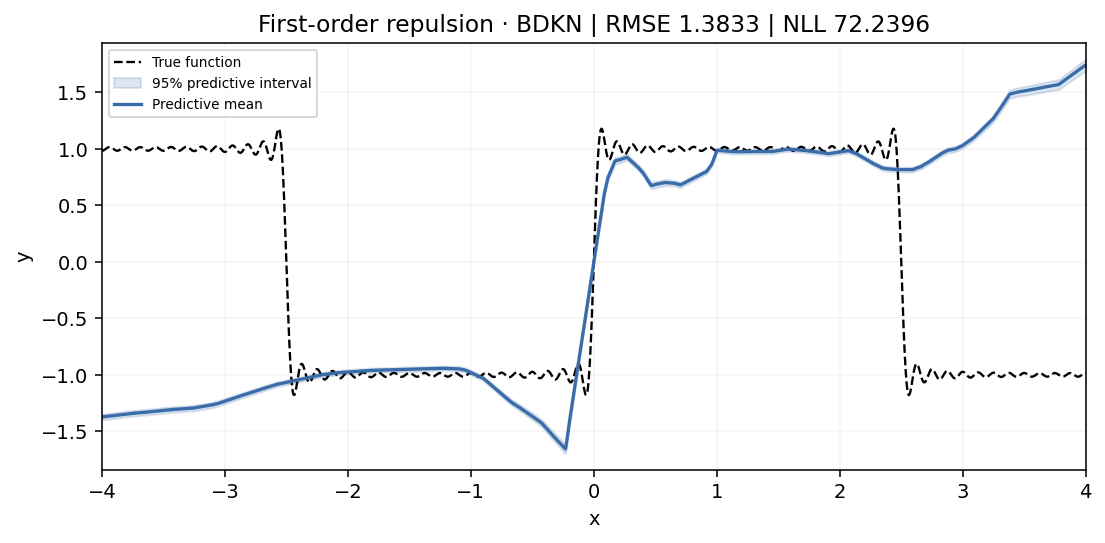 First-order repulsion · BDKN | RMSE 1.3833 | NLL 72.2396
True function
95% predictive interval
Predictive mean
y
1.5
1.0
0.5
0.0
−0.5
−1.0
−1.5
−4 −3 −2 −1 0 1 2 3 4
x